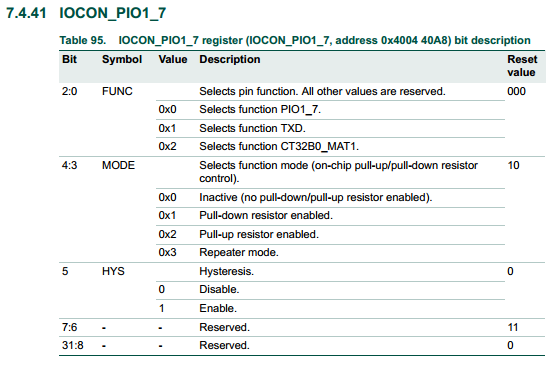 7.4.41 IOCON_PIO1_7
Table 95. IOCON_PIO1_7 register (IOCON_PIO1_7, address 0x4004 40A8) bit description
Bit Symbol Value Description Reset
value
2:0 FUNC Selects pin function. All other values are reserved. 000
0x0 Selects function PIO1_7.
0x1 Selects function TXD.
0x2 Selects function CT32B0_MAT1.
4:3 MODE Selects function mode (on-chip pull-up/pull-down resistor 10
control).
0x0 Inactive (no pull-down/pull-up resistor enabled).
0x1 Pull-down resistor enabled.
0x2 Pull-up resistor enabled.
0x3 Repeater mode.
5 HYS Hysteresis. 0
0 Disable.
1 Enable.
7:6 - - Reserved. 11
31:8 - - Reserved. 0